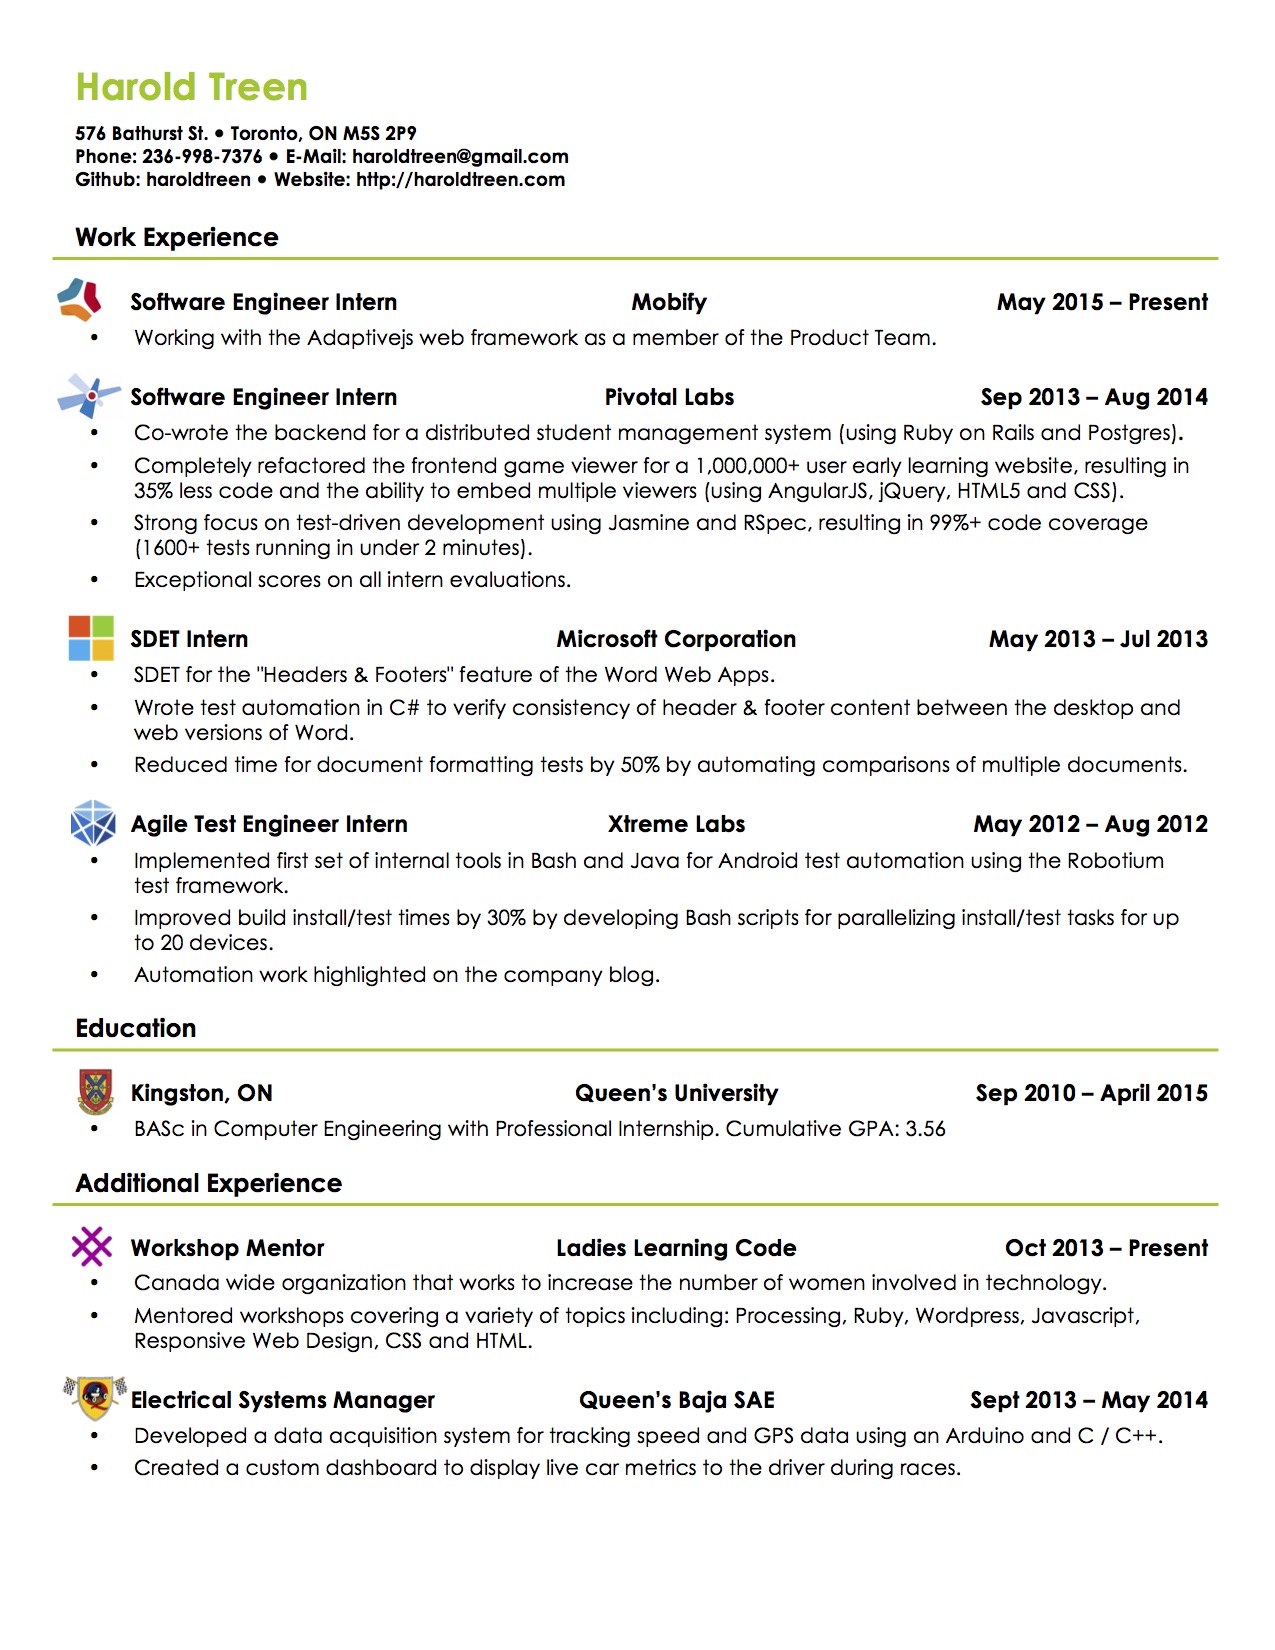 Harold Treen
576 Bathurst St. • Toronto, ON M5S 2P9
Phone: 236-998-7376 • E-Mail: haroldtreen@gmail.com
Github: haroldtreen • Website: http://haroldtreen.com
Work Experience
Software Engineer Intern Mobify May 2015 – Present
• Working with the Adaptivejs web framework as a member of the Product Team.
Software Engineer Intern Pivotal Labs Sep 2013 – Aug 2014
• Co-wrote the backend for a distributed student management system (using Ruby on Rails and Postgres).
• Completely refactored the frontend game viewer for a 1,000,000+ user early learning website, resulting in
35% less code and the ability to embed multiple viewers (using AngularJS, jQuery, HTML5 and CSS).
• Strong focus on test-driven development using Jasmine and RSpec, resulting in 99%+ code coverage
(1600+ tests running in under 2 minutes).
• Exceptional scores on all intern evaluations.
SDET Intern Microsoft Corporation May 2013 – Jul 2013
• SDET for the "Headers & Footers" feature of the Word Web Apps.
• Wrote test automation in C# to verify consistency of header & footer content between the desktop and
web versions of Word.
• Reduced time for document formatting tests by 50% by automating comparisons of multiple documents.
Agile Test Engineer Intern Xtreme Labs May 2012 – Aug 2012
• Implemented first set of internal tools in Bash and Java for Android test automation using the Robotium
test framework.
• Improved build install/test times by 30% by developing Bash scripts for parallelizing install/test tasks for up
to 20 devices.
• Automation work highlighted on the company blog.
Education
Kingston, ON Queen's University Sep 2010 – April 2015
• BASc in Computer Engineering with Professional Internship. Cumulative GPA: 3.56
Additional Experience
Workshop Mentor Ladies Learning Code Oct 2013 – Present
• Canada wide organization that works to increase the number of women involved in technology.
• Mentored workshops covering a variety of topics including: Processing, Ruby, Wordpress, Javascript,
Responsive Web Design, CSS and HTML.
Electrical Systems Manager Queen's Baja SAE Sept 2013 – May 2014
• Developed a data acquisition system for tracking speed and GPS data using an Arduino and C / C++.
• Created a custom dashboard to display live car metrics to the driver during races.